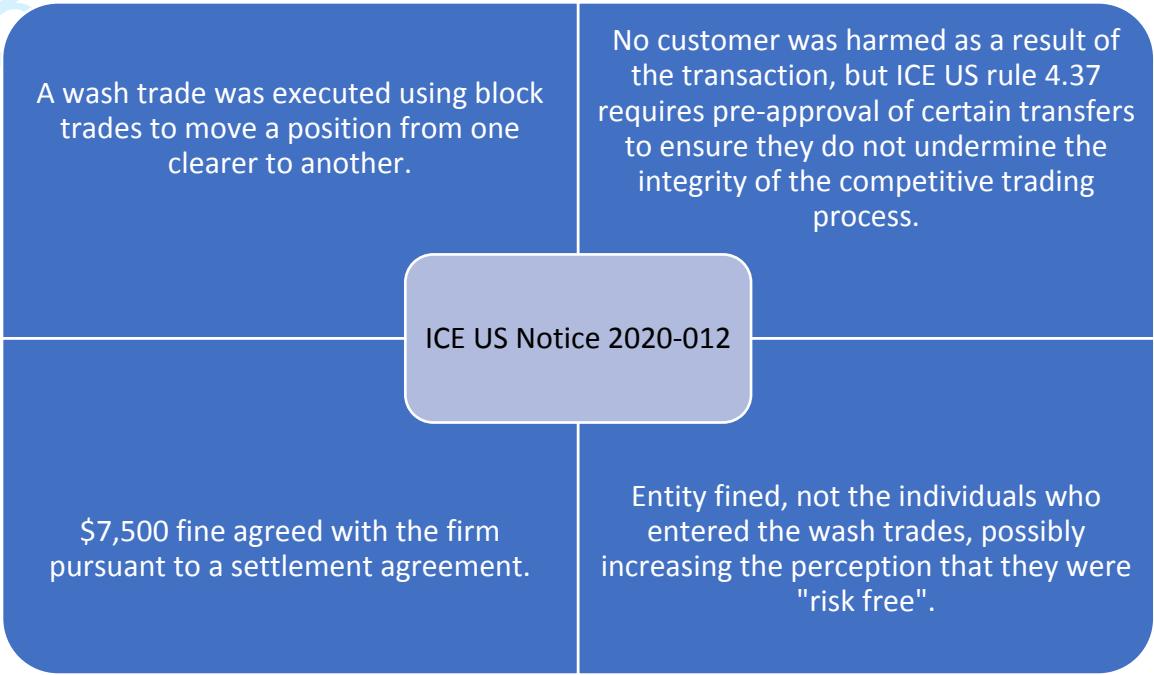 A wash trade was executed using block
trades to move a position from one
clearer to another.
No customer was harmed as a result of
the transaction, but ICE US rule 4.37
requires pre-approval of certain transfers
to ensure they do not undermine the
integrity of the competitive trading
process.
ICE US Notice 2020-012
$7,500 fine agreed with the firm
pursuant to a settlement agreement.
Entity fined, not the individuals who
entered the wash trades, possibly
increasing the perception that they were
"risk free".